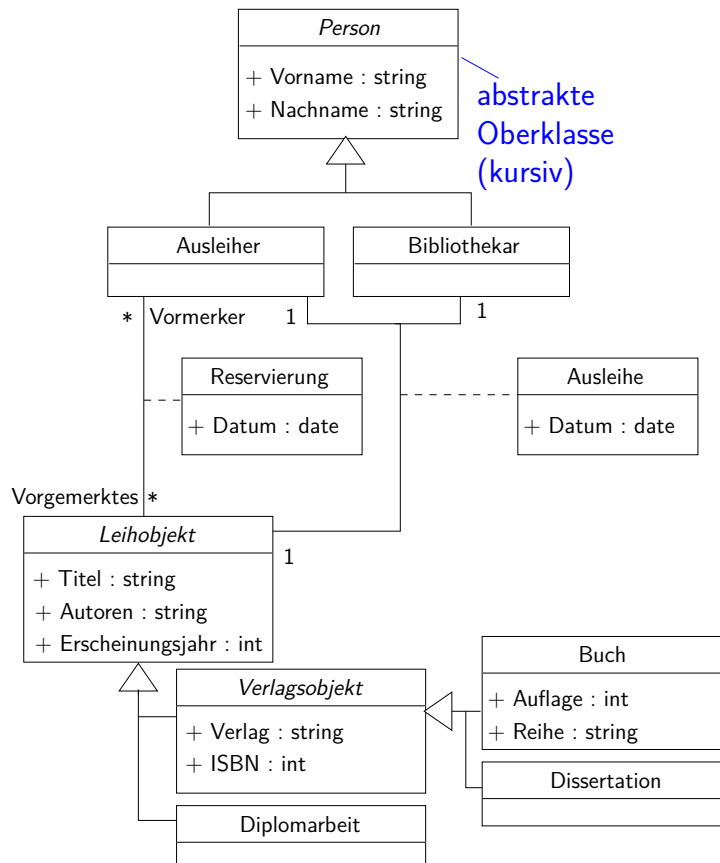 Person
+ Vorname : string
+ Nachname : string
abstrakte
Oberklasse
(kursiv)
Ausleiher
Bibliothekar
* Vormerker
1
1
Reservierung
+ Datum : date
Ausleihe
+ Datum : date
Vorgemerktes *
Leihobjekt
1
+ Titel : string
+ Autoren : string
+ Erscheinungsjahr : int
Verlagsobjekt
+ Verlag : string
+ ISBN : int
Buch
+ Auflage : int
+ Reihe : string
Dissertation
Diplomarbeit